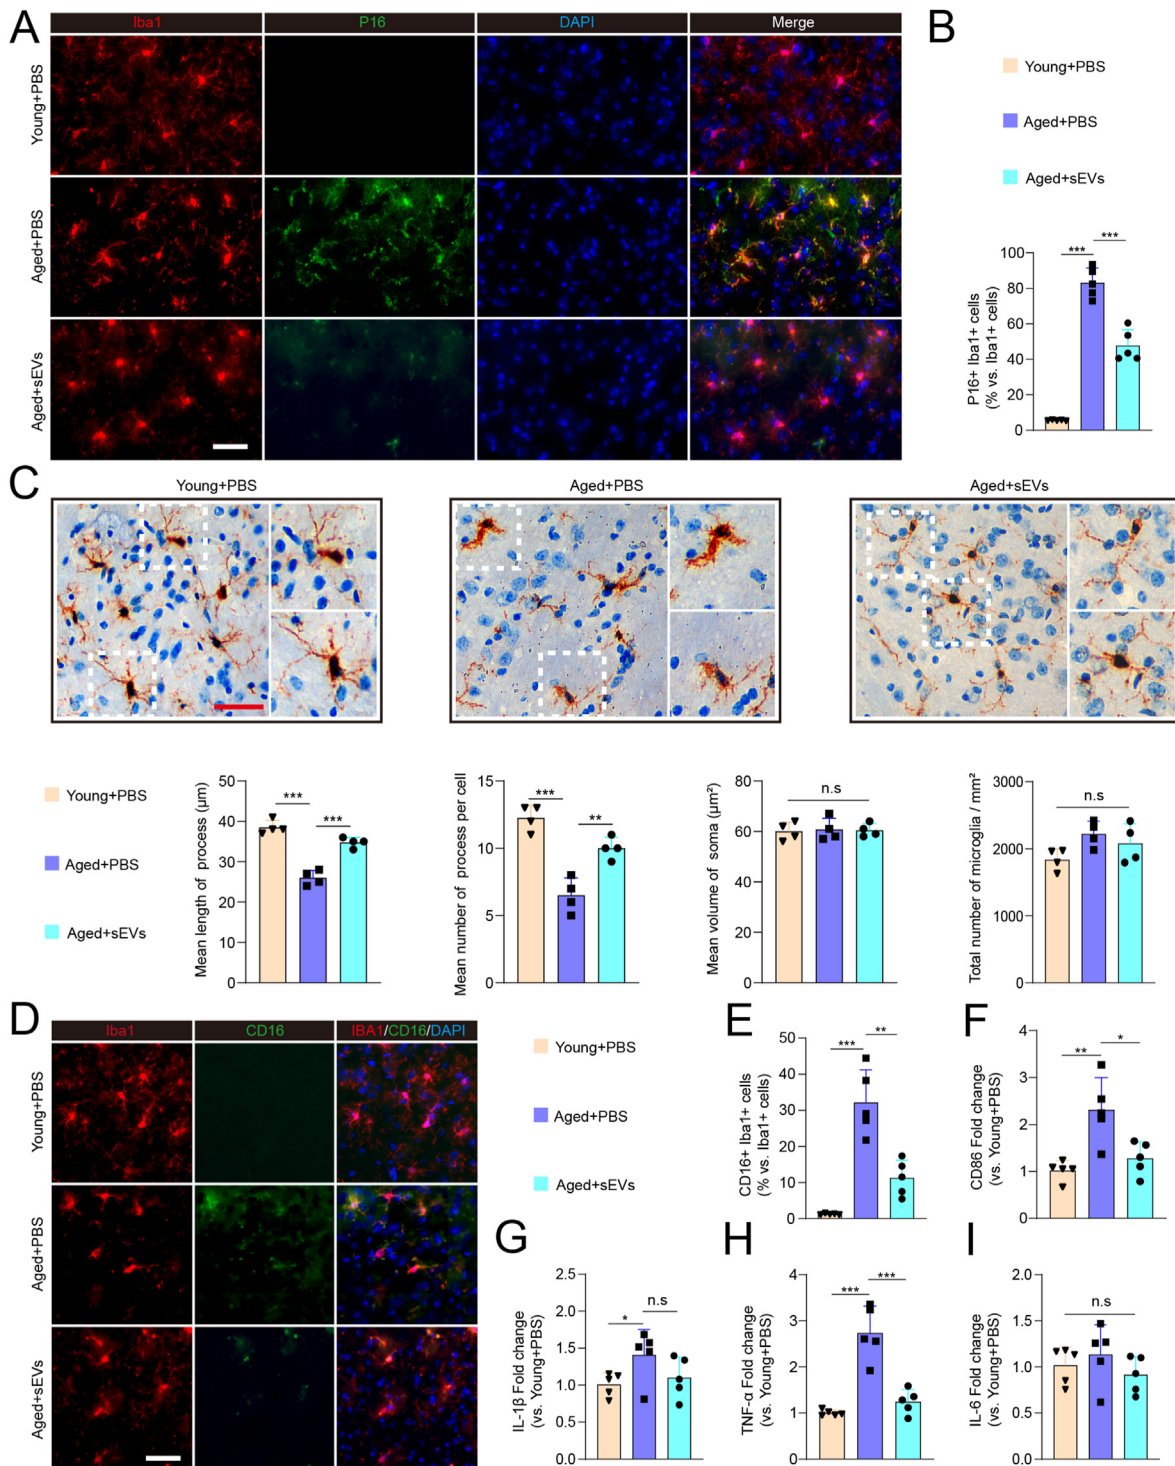 A
Iba1 P16 DAPI Merge
Young+PBS
Aged+PBS
Aged+sEVs
B
Young+PBS
Aged+PBS
Aged+sEVs
P16+ Iba1+ cells
(% vs. Iba1+ cells)
100
80
60
40
20
0
*** ***
C
Young+PBS Aged+PBS Aged+sEVs
Young+PBS
Aged+PBS
Aged+sEVs
Mean length of process (μm)
50
40
30
20
10
0
***
***
Mean number of process per cell
15
10
5
0
***
**
Mean volume of soma (μm²)
80
60
40
20
0
n.s
Total number of microglia / mm²
3000
2000
1000
0
n.s
D
Iba1 CD16 IBA1/CD16/DAPI
Young+PBS
Aged+PBS
Aged+sEVs
Young+PBS
Aged+PBS
Aged+sEVs
E
CD16+ Iba1+ cells
(% vs. Iba1+ cells)
50
40
30
20
10
0
*** **
F
CD86 Fold change
(vs. Young+PBS)
4
3
2
1
0
** *
G
IL-1β Fold change
(vs. Young+PBS)
2.5
2.0
1.5
1.0
0.5
0.0
* n.s
H
TNF-α Fold change
(vs. Young+PBS)
4
3
2
1
0
*** ***
I
IL-6 Fold change
(vs. Young+PBS)
2.0
1.5
1.0
0.5
0.0
n.s